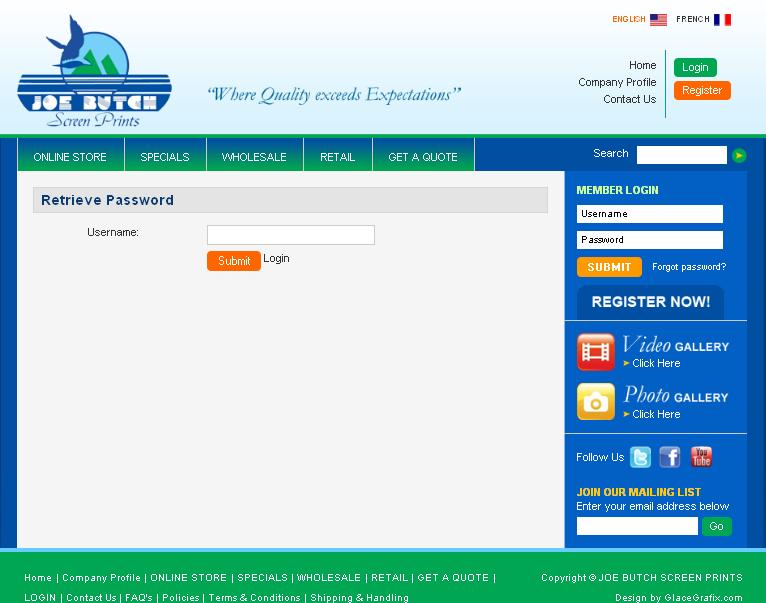 ENGLISH FRENCH
JOE BUTCH
Screen Prints
"Where Quality exceeds Expectations"
Home
Company Profile
Contact Us
Login
Register
ONLINE STORE SPECIALS WHOLESALE RETAIL GET A QUOTE
Search
Retrieve Password
Username:
Submit Login
MEMBER LOGIN
Username
Password
SUBMIT Forgot password?
REGISTER NOW!
Video GALLERY
Click Here
Photo GALLERY
Click Here
Follow Us
You Tube
JOIN OUR MAILING LIST
Enter your email address below
Go
Home | Company Profile | ONLINE STORE | SPECIALS | WHOLESALE | RETAIL | GET A QUOTE |
LOGIN | Contact Us | FAQ's | Policies | Terms & Conditions | Shipping & Handling
Copyright © JOE BUTCH SCREEN PRINTS
Design by GlaceGrafix.com